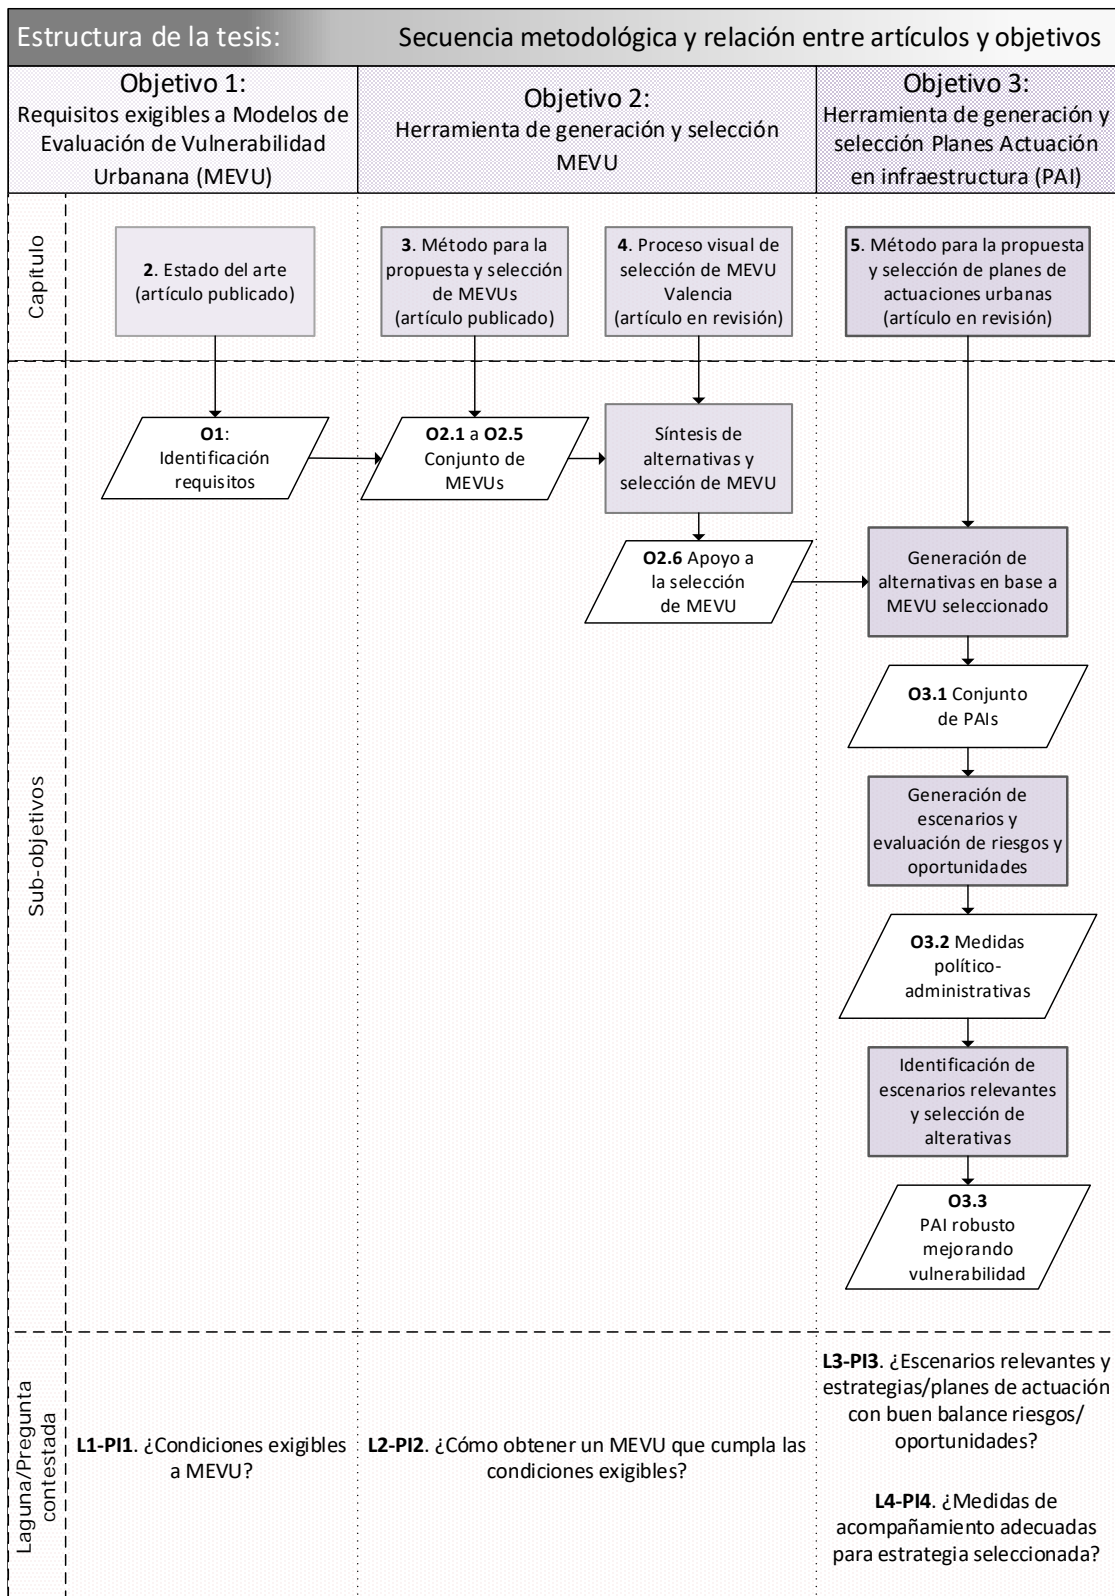 Estructura de la tesis: Secuencia metodológica y relación entre artículos y objetivos
Objetivo 1:
Requisitos exigibles a Modelos de
Evaluación de Vulnerabilidad
Urbanana (MEVU)
Objetivo 2:
Herramienta de generación y selección
MEVU
Objetivo 3:
Herramienta de generación y
selección Planes Actuación
en infraestructura (PAI)
Capítulo
2. Estado del arte
(artículo publicado)
3. Método para la
propuesta y selección
de MEVUs
(artículo publicado)
4. Proceso visual de
selección de MEVU
Valencia
(artículo en revisión)
5. Método para la propuesta
y selección de planes de
actuaciones urbanas
(artículo en revisión)
Sub-objetivos
O1:
Identificación
requisitos
O2.1 a O2.5
Conjunto de
MEVUs
Síntesis de
alternativas y
selección de MEVU
O2.6 Apoyo a
la selección
de MEVU
Generación de
alternativas en base a
MEVU seleccionado
O3.1 Conjunto
de PAIs
Generación de
escenarios y
evaluación de riesgos y
oportunidades
O3.2 Medidas
político-
administrativas
Identificación de
escenarios relevantes
y selección de
alterativas
O3.3
PAI robusto
mejorando
vulnerabilidad
Laguna/Pregunta
contestada
L1-PI1. ¿Condiciones exigibles
a MEVU?
L2-PI2. ¿Cómo obtener un MEVU que cumpla las
condiciones exigibles?
L3-PI3. ¿Escenarios relevantes y
estrategias/planes de actuación
con buen balance riesgos/
oportunidades?
L4-PI4. ¿Medidas de
acompañamiento adecuadas
para estrategia seleccionada?